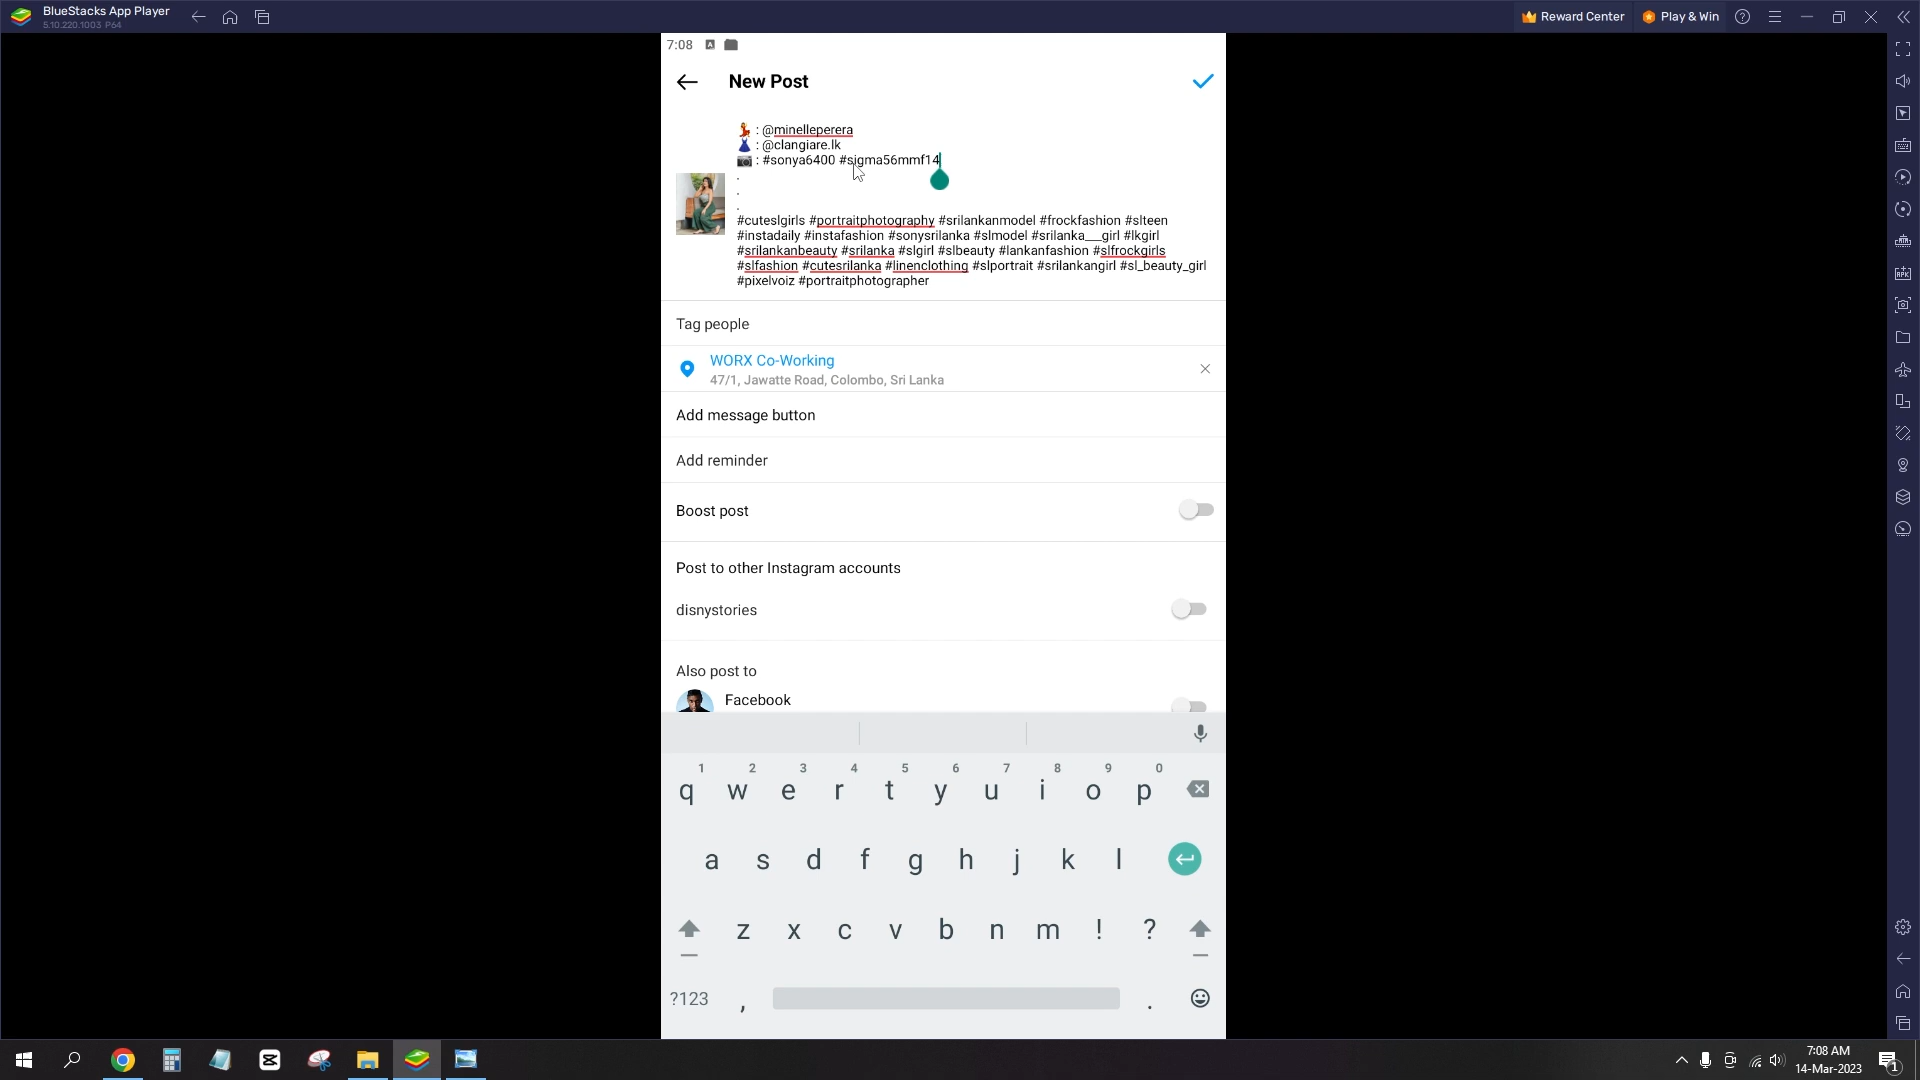 BlueStacks App Player
5.10.220.1003 P64
Reward Center
Play & Win
7:08
New Post
💃 : @minelleperera
👗 : @clangiare.lk
📷 : #sonya6400 #sigma56mmf14
.
.
.
#cuteslgirls #portraitphotography #srilankanmodel #frockfashion #slteen
#instadaily #instafashion #sonysrilanka #slmodel #srilanka___girl #lkgirl
#srilankanbeauty #srilanka #slgirl #slbeauty #lankanfashion #slfrockgirls
#slfashion #cutesrilanka #linenclothing #slportrait #srilankangirl #sl_beauty_girl
#pixelvoiz #portraitphotographer
Tag people
WORX Co-Working
47/1, Jawatte Road, Colombo, Sri Lanka
Add message button
Add reminder
Boost post
Post to other Instagram accounts
disnystories
Also post to
Facebook
1 2 3 4 5 6 7 8 9 0
q w e r t y u i o p
a s d f g h j k l
z x c v b n m ! ?
?123 , .
7:08 AM
14-Mar-2023
1